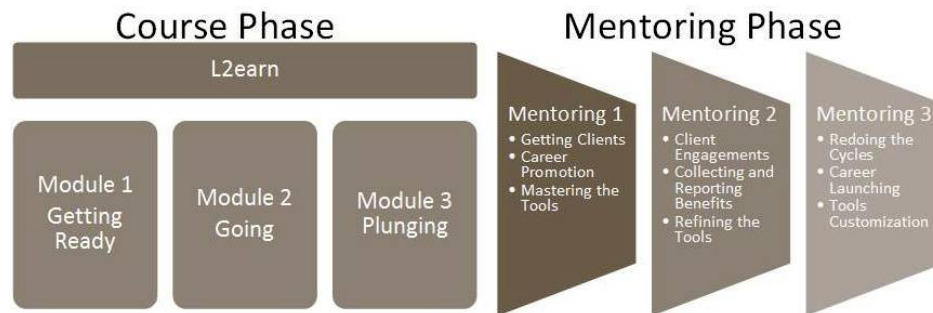 Course Phase
Mentoring Phase
L2earn
Module 1
Getting
Ready
Module 2
Going
Module 3
Plunging
Mentoring 1
• Getting Clients
• Career
Promotion
• Mastering the
Tools
Mentoring 2
• Client
Engagements
• Collecting and
Reporting
Benefits
• Refining the
Tools
Mentoring 3
• Redoing the
Cycles
• Career
Launching
• Tools
Customization